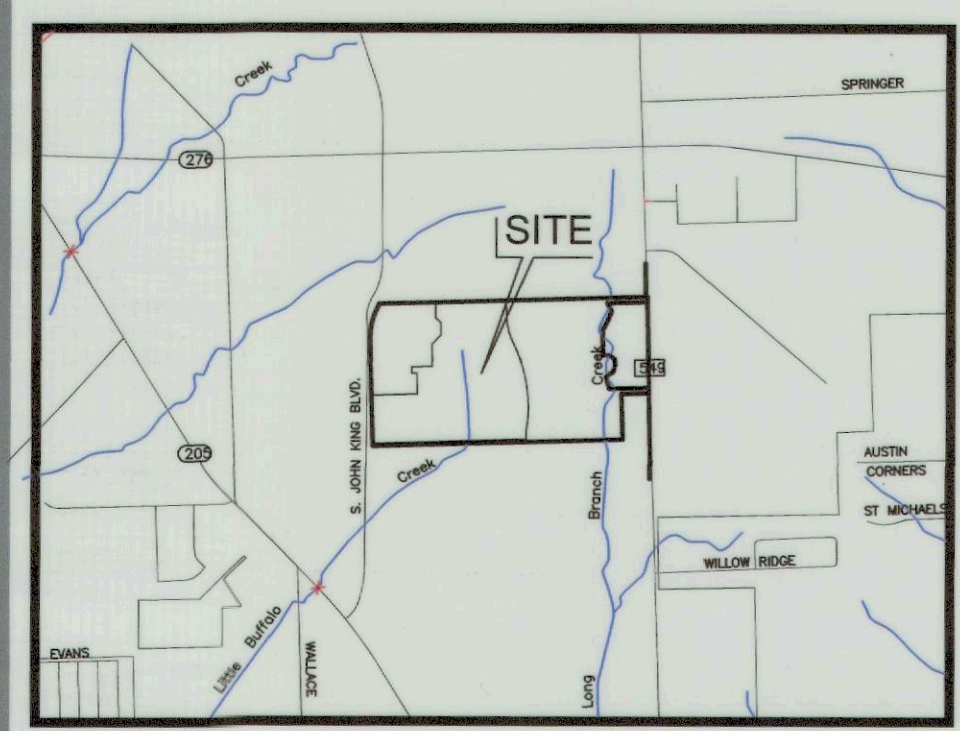 Creek
SPRINGER
276
SITE
Creek
549
S. JOHN KING BLVD.
205
Creek
AUSTIN
CORNERS
Branch
ST MICHAELS
WILLOW RIDGE
Little Buffalo
EVANS
WALLACE
Long